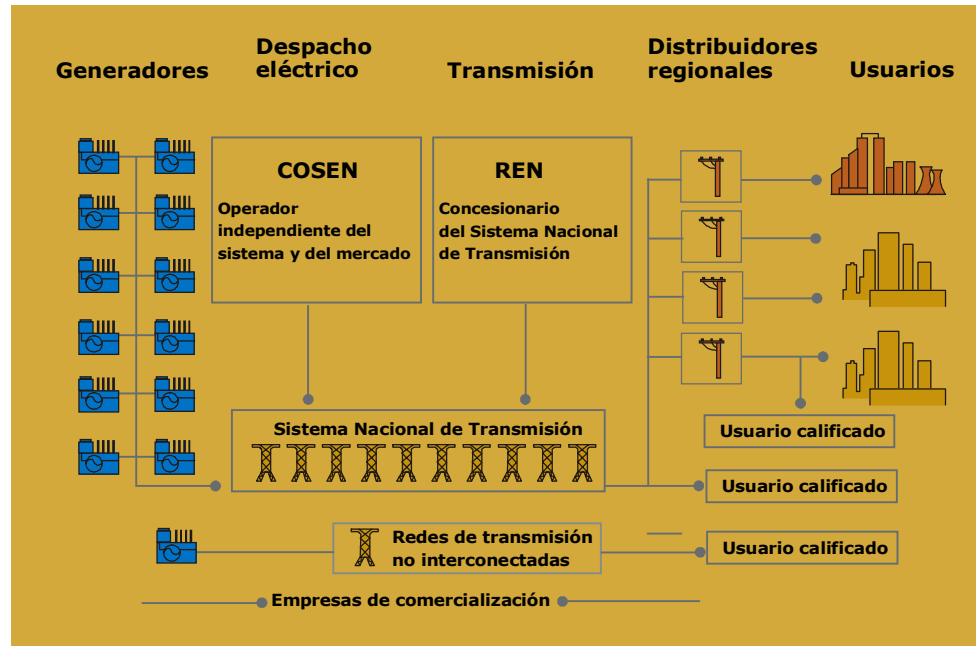 Generadores
Despacho
eléctrico
Transmisión
Distribuidores
regionales
Usuarios
COSEN
Operador
independiente del
sistema y del mercado
REN
Concesionario
del Sistema Nacional
de Transmisión
Sistema Nacional de Transmisión
Usuario calificado
Usuario calificado
Redes de transmisión
no interconectadas
Usuario calificado
Empresas de comercialización